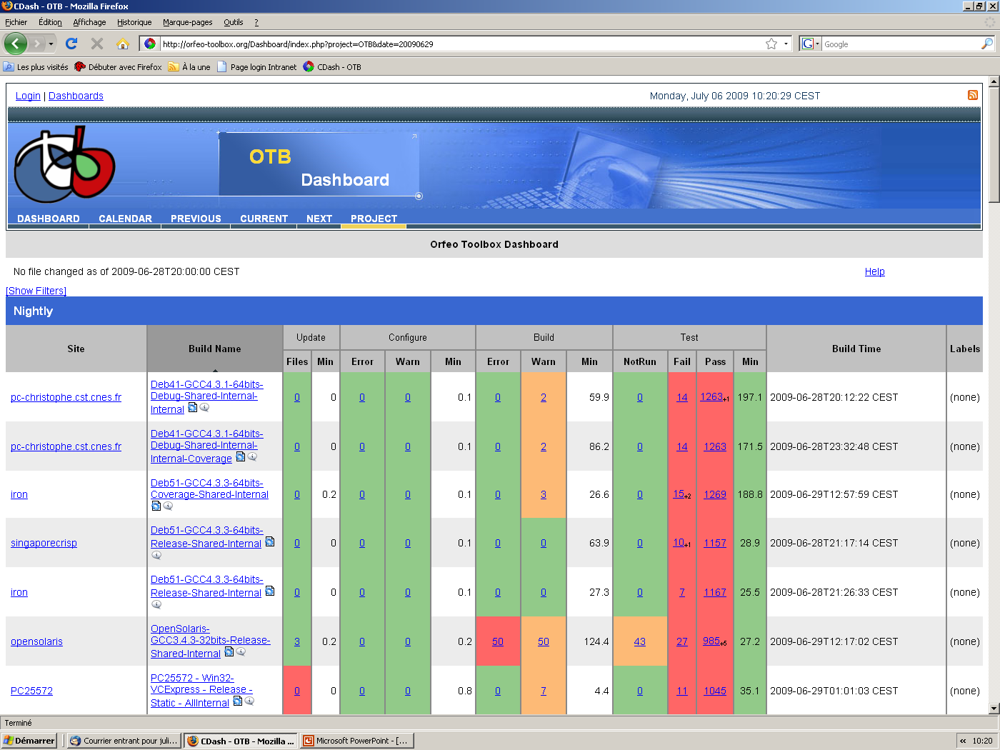 CDash - OTB - Mozilla Firefox
Fichier Édition Affichage Historique Marque-pages Outils ?
http://orfeo-toolbox.org/Dashboard/index.php?project=OTB&date=20090629 Google
Les plus visités Débuter avec Firefox À la une Page login Intranet CDash - OTB
Login | Dashboards Monday, July 06 2009 10:20:29 CEST
OTB
Dashboard
DASHBOARD CALENDAR PREVIOUS CURRENT NEXT PROJECT
Orfeo Toolbox Dashboard
No file changed as of 2009-06-28T20:00:00 CEST Help
[Show Filters]
Nightly
Site Build Name Update Configure Build Test Build Time Labels
Files Min Error Warn Min Error Warn Min NotRun Fail Pass Min
Deb41-GCC4.3.1-64bits-
pc-christophe.cst.cnes.fr Debug-Shared-Internal- 0 0 0 0 0.1 0 2 59.9 0 14 1263+1 197.1 2009-06-28T20:12:22 CEST (none)
Internal
Deb41-GCC4.3.1-64bits-
pc-christophe.cst.cnes.fr Debug-Shared-Internal- 0 0 0 0 0.1 0 2 86.2 0 14 1263 171.5 2009-06-28T23:32:48 CEST (none)
Internal-Coverage
Deb51-GCC4.3.3-64bits-
iron Coverage-Shared-Internal 0 0.2 0 0 0.1 0 3 26.6 0 15+2 1269 188.8 2009-06-29T12:57:59 CEST (none)
Deb51-GCC4.3.3-64bits-
singaporecrisp Release-Shared-Internal 0 0 0 0 0.1 0 0 63.9 0 10+1 1157 28.9 2009-06-28T21:17:14 CEST (none)
Deb51-GCC4.3.3-64bits-
iron Release-Shared-Internal 0 0 0 0 0.1 0 0 27.3 0 7 1167 25.5 2009-06-28T21:26:33 CEST (none)
OpenSolaris-
opensolaris GCC3.4.3-32bits-Release- 3 0.2 0 0 0.2 50 50 124.4 43 27 985+5 27.2 2009-06-29T12:17:02 CEST (none)
Shared-Internal
PC25572 - Win32-
PC25572 VCExpress - Release - 0 0 0 0 0.8 0 7 4.4 0 11 1045 35.1 2009-06-29T01:01:03 CEST (none)
Static - AllInternal
Terminé
Démarrer Courrier entrant pour juli... CDash - OTB - Mozilla ... Microsoft PowerPoint - [... « 10:20